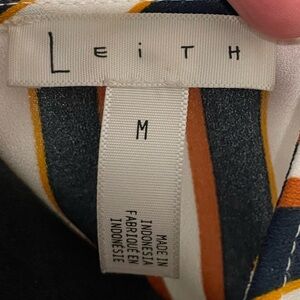 LEiTH
M
MADE IN
INDONESIA
FABRIQUÉ EN
INDONÉSIE